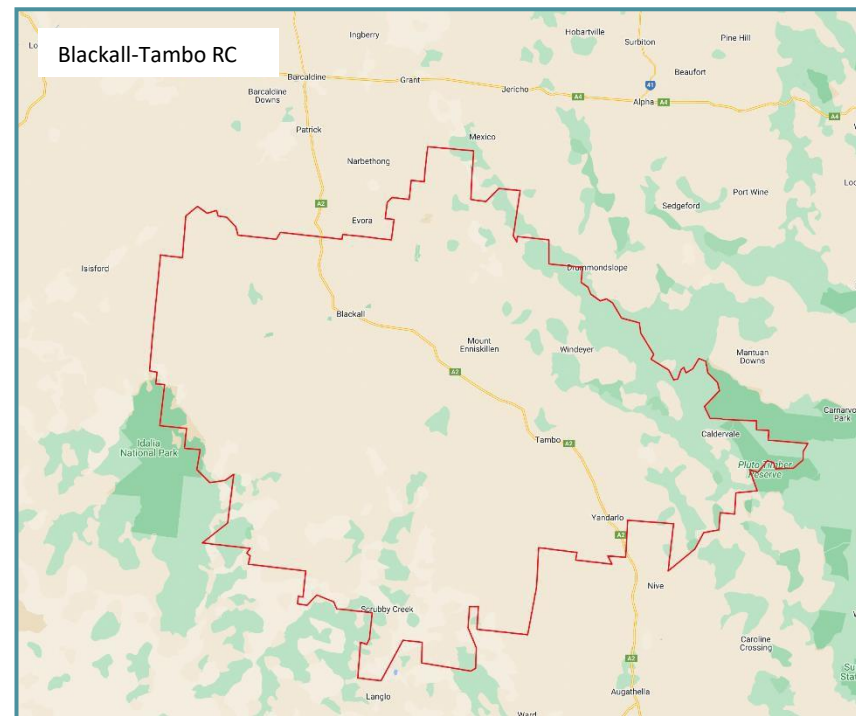 Blackall-Tambo RC
Ingberry
Hobartville
Surbiton
Pine Hill
Barcaldine
Beaufort
Barcaldine
Downs
Grant
Jericho
A4
41
Alpha
A4
A4
Patrick
Mexico
Narbethong
Port Wine
A2
Sedgeford
Evora
Isisford
Drummondslope
Blackall
Mount
Enniskillen
Windeyer
Mantuan
Downs
A2
Carnarvon
Park
Idalia
National Park
Caldervale
Tambo
A2
Pluto Timber
Reserve
Yandarlo
A2
Nive
Scrubby Creek
Caroline
Crossing
A2
Langlo
Augathella
Ward